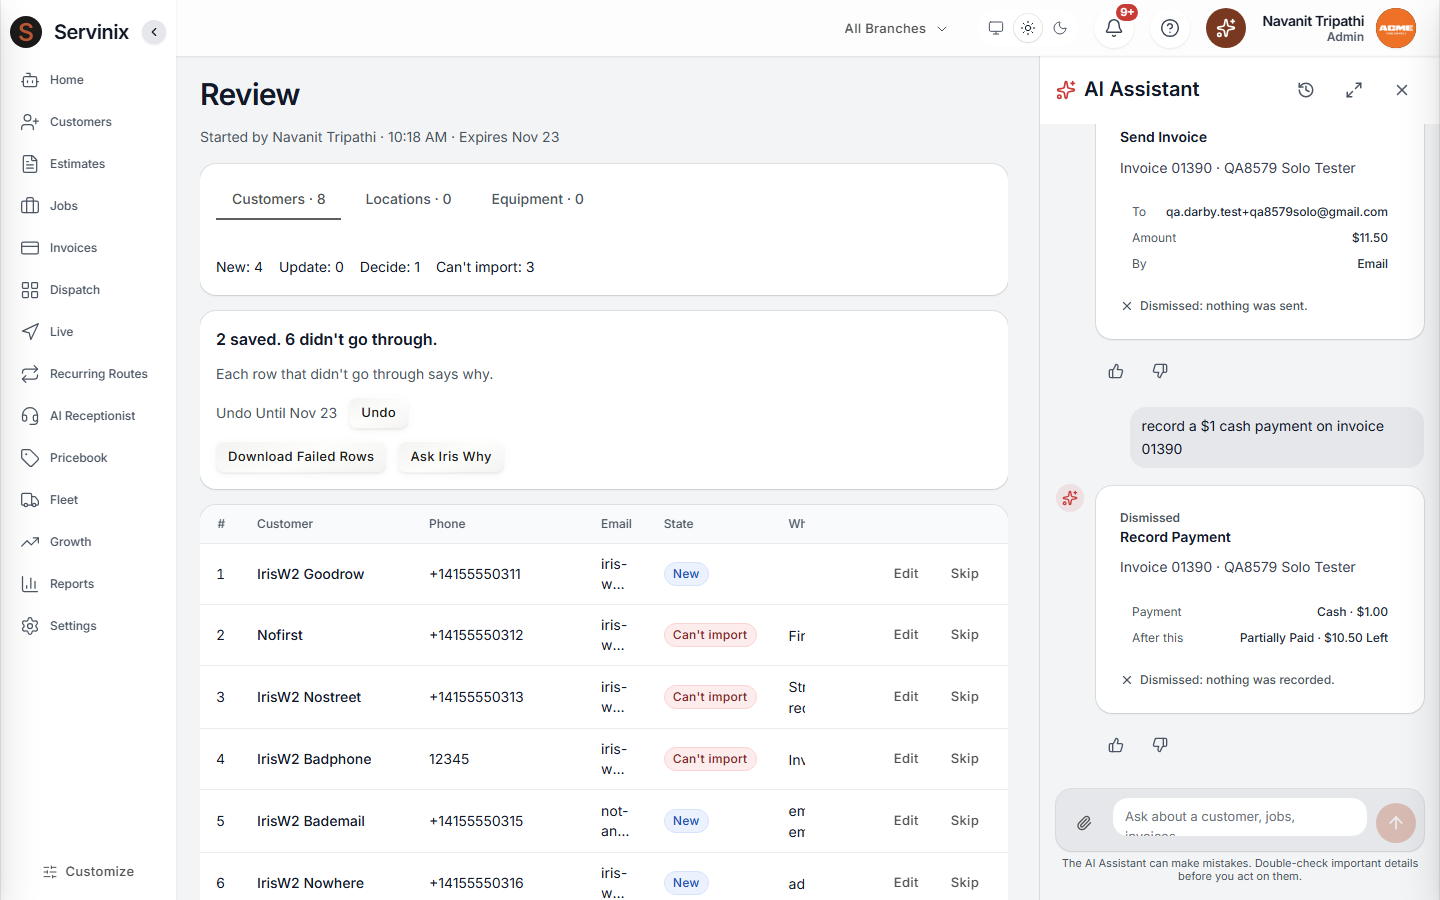 S Servinix
All Branches
9+
Navanit Tripathi
Admin
ACME
Home
Customers
Estimates
Jobs
Invoices
Dispatch
Live
Recurring Routes
AI Receptionist
Pricebook
Fleet
Growth
Reports
Settings
Customize
Review
Started by Navanit Tripathi · 10:18 AM · Expires Nov 23
Customers · 8 Locations · 0 Equipment · 0
New: 4 Update: 0 Decide: 1 Can't import: 3
2 saved. 6 didn't go through.
Each row that didn't go through says why.
Undo Until Nov 23 Undo
Download Failed Rows Ask Iris Why
# Customer Phone Email State Wh
1 IrisW2 Goodrow +14155550311 iris-w... New Edit Skip
2 Nofirst +14155550312 iris-w... Can't import Fir Edit Skip
3 IrisW2 Nostreet +14155550313 iris-w... Can't import Str rec Edit Skip
4 IrisW2 Badphone 12345 iris-w... Can't import Inv Edit Skip
5 IrisW2 Bademail +14155550315 not-an... New em em Edit Skip
6 IrisW2 Nowhere +14155550316 iris-w... New ad Edit Skip
AI Assistant
Send Invoice
Invoice 01390 · QA8579 Solo Tester
To qa.darby.test+qa8579solo@gmail.com
Amount $11.50
By Email
Dismissed: nothing was sent.
record a $1 cash payment on invoice
01390
Dismissed
Record Payment
Invoice 01390 · QA8579 Solo Tester
Payment Cash · $1.00
After this Partially Paid · $10.50 Left
Dismissed: nothing was recorded.
Ask about a customer, jobs,
invoices
The AI Assistant can make mistakes. Double-check important details
before you act on them.